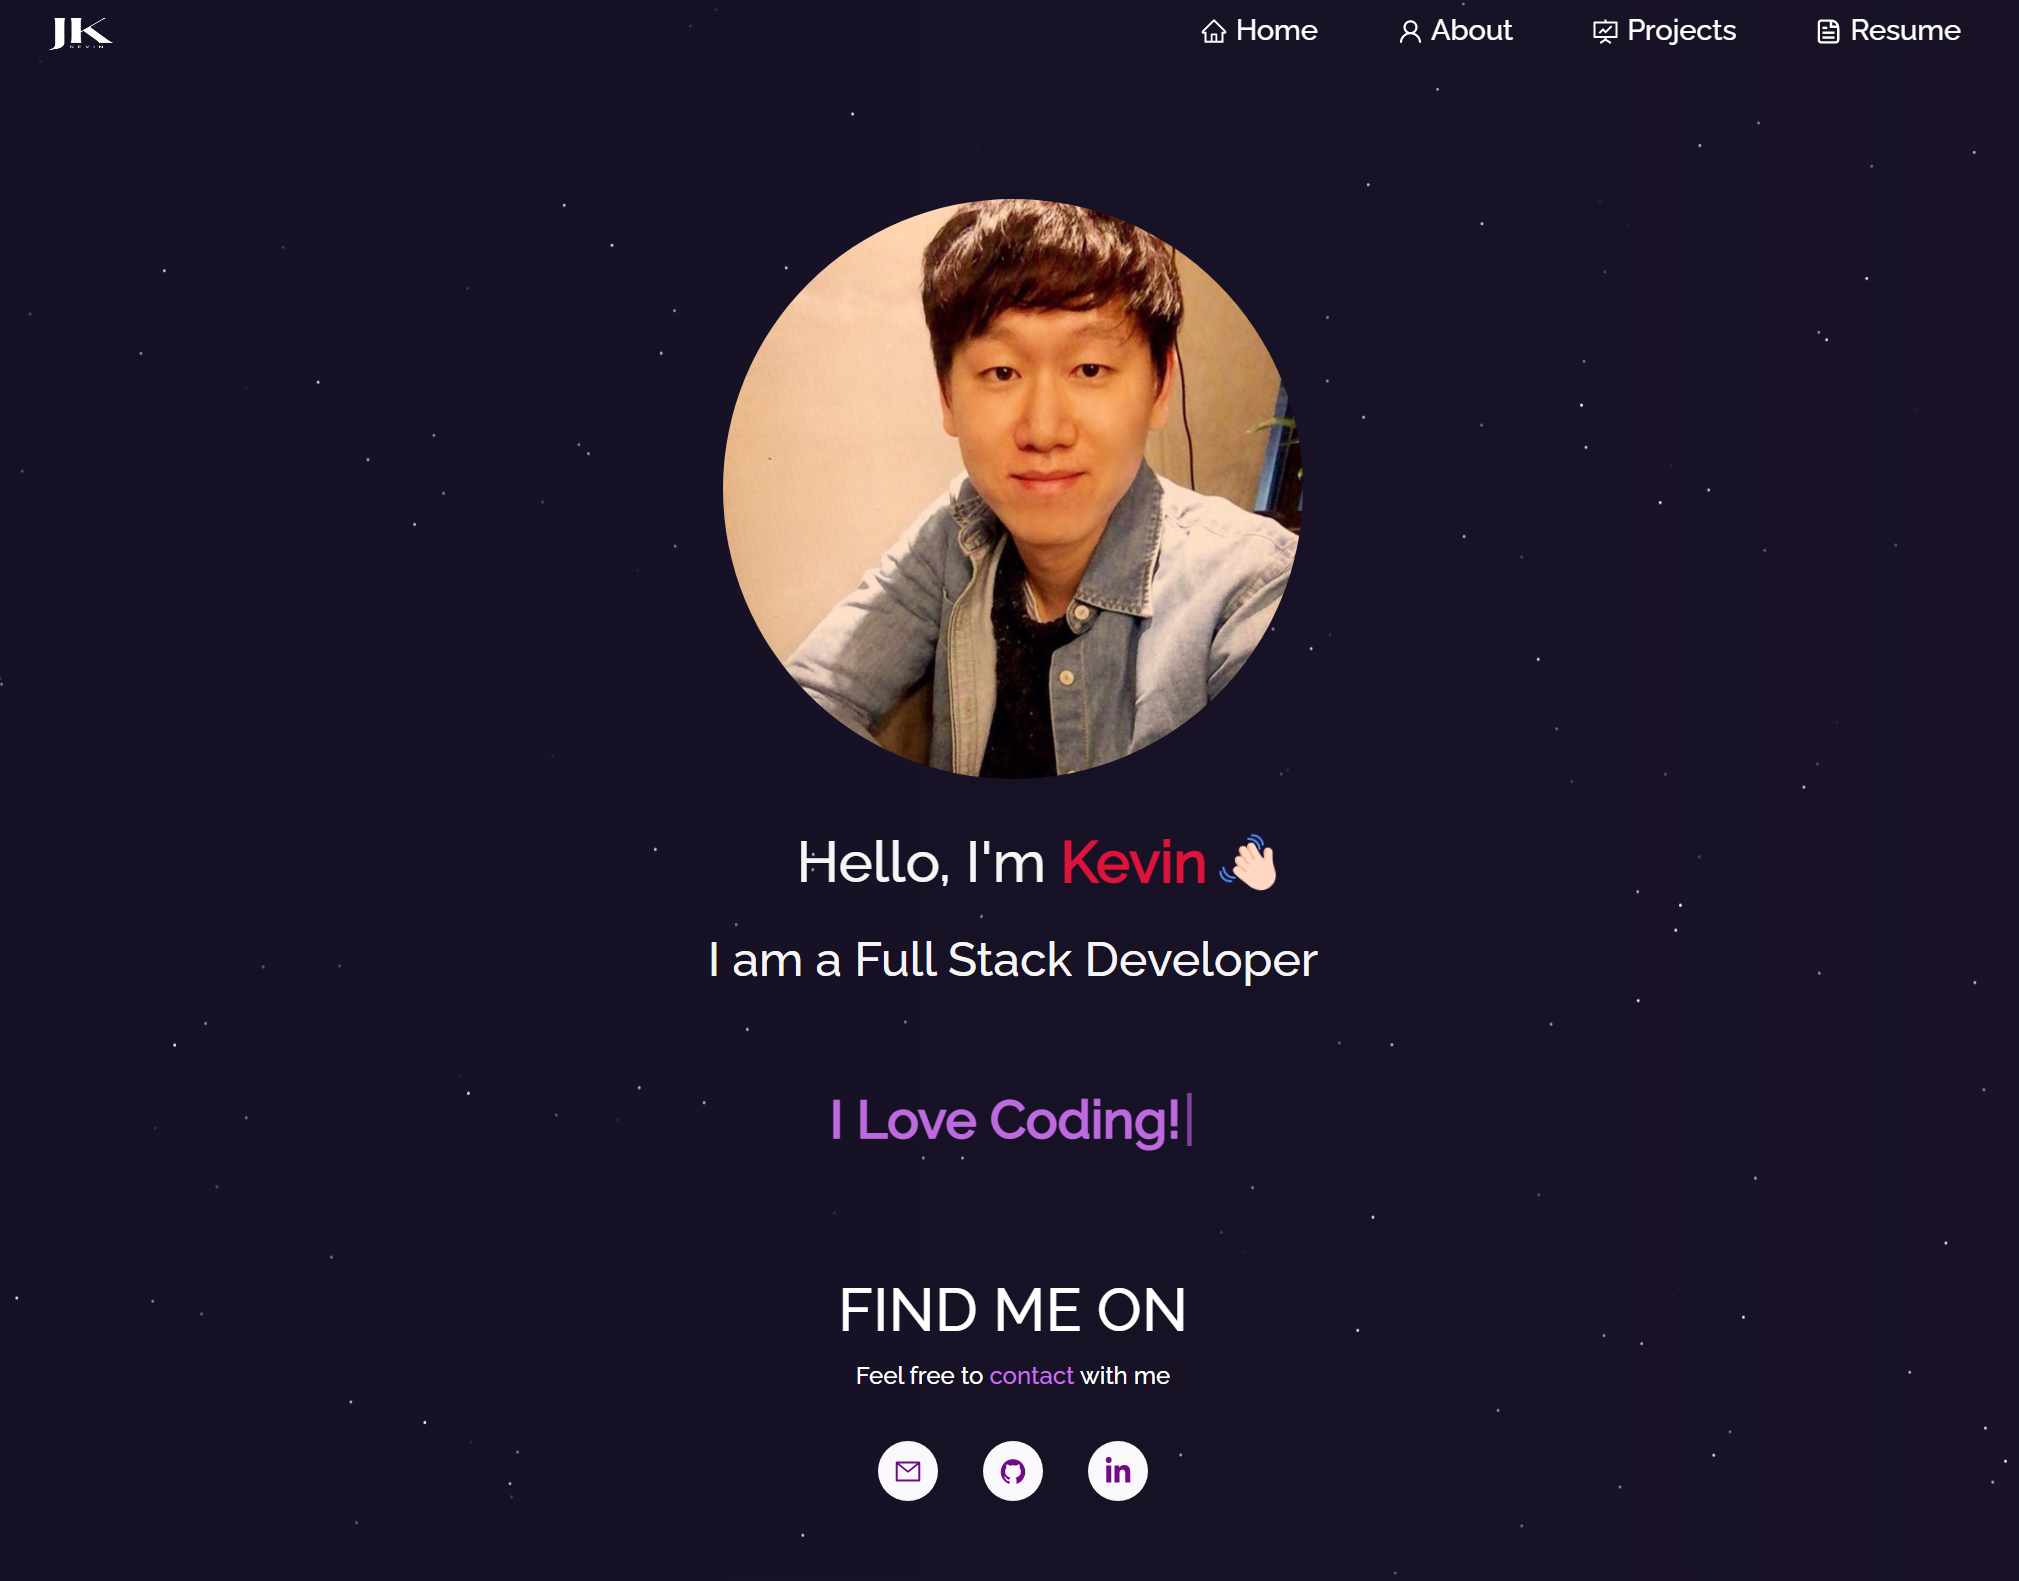 JK
KEVIN
Home About Projects Resume
Hello, I'm Kevin
I am a Full Stack Developer
I Love Coding!
FIND ME ON
Feel free to contact with me
in